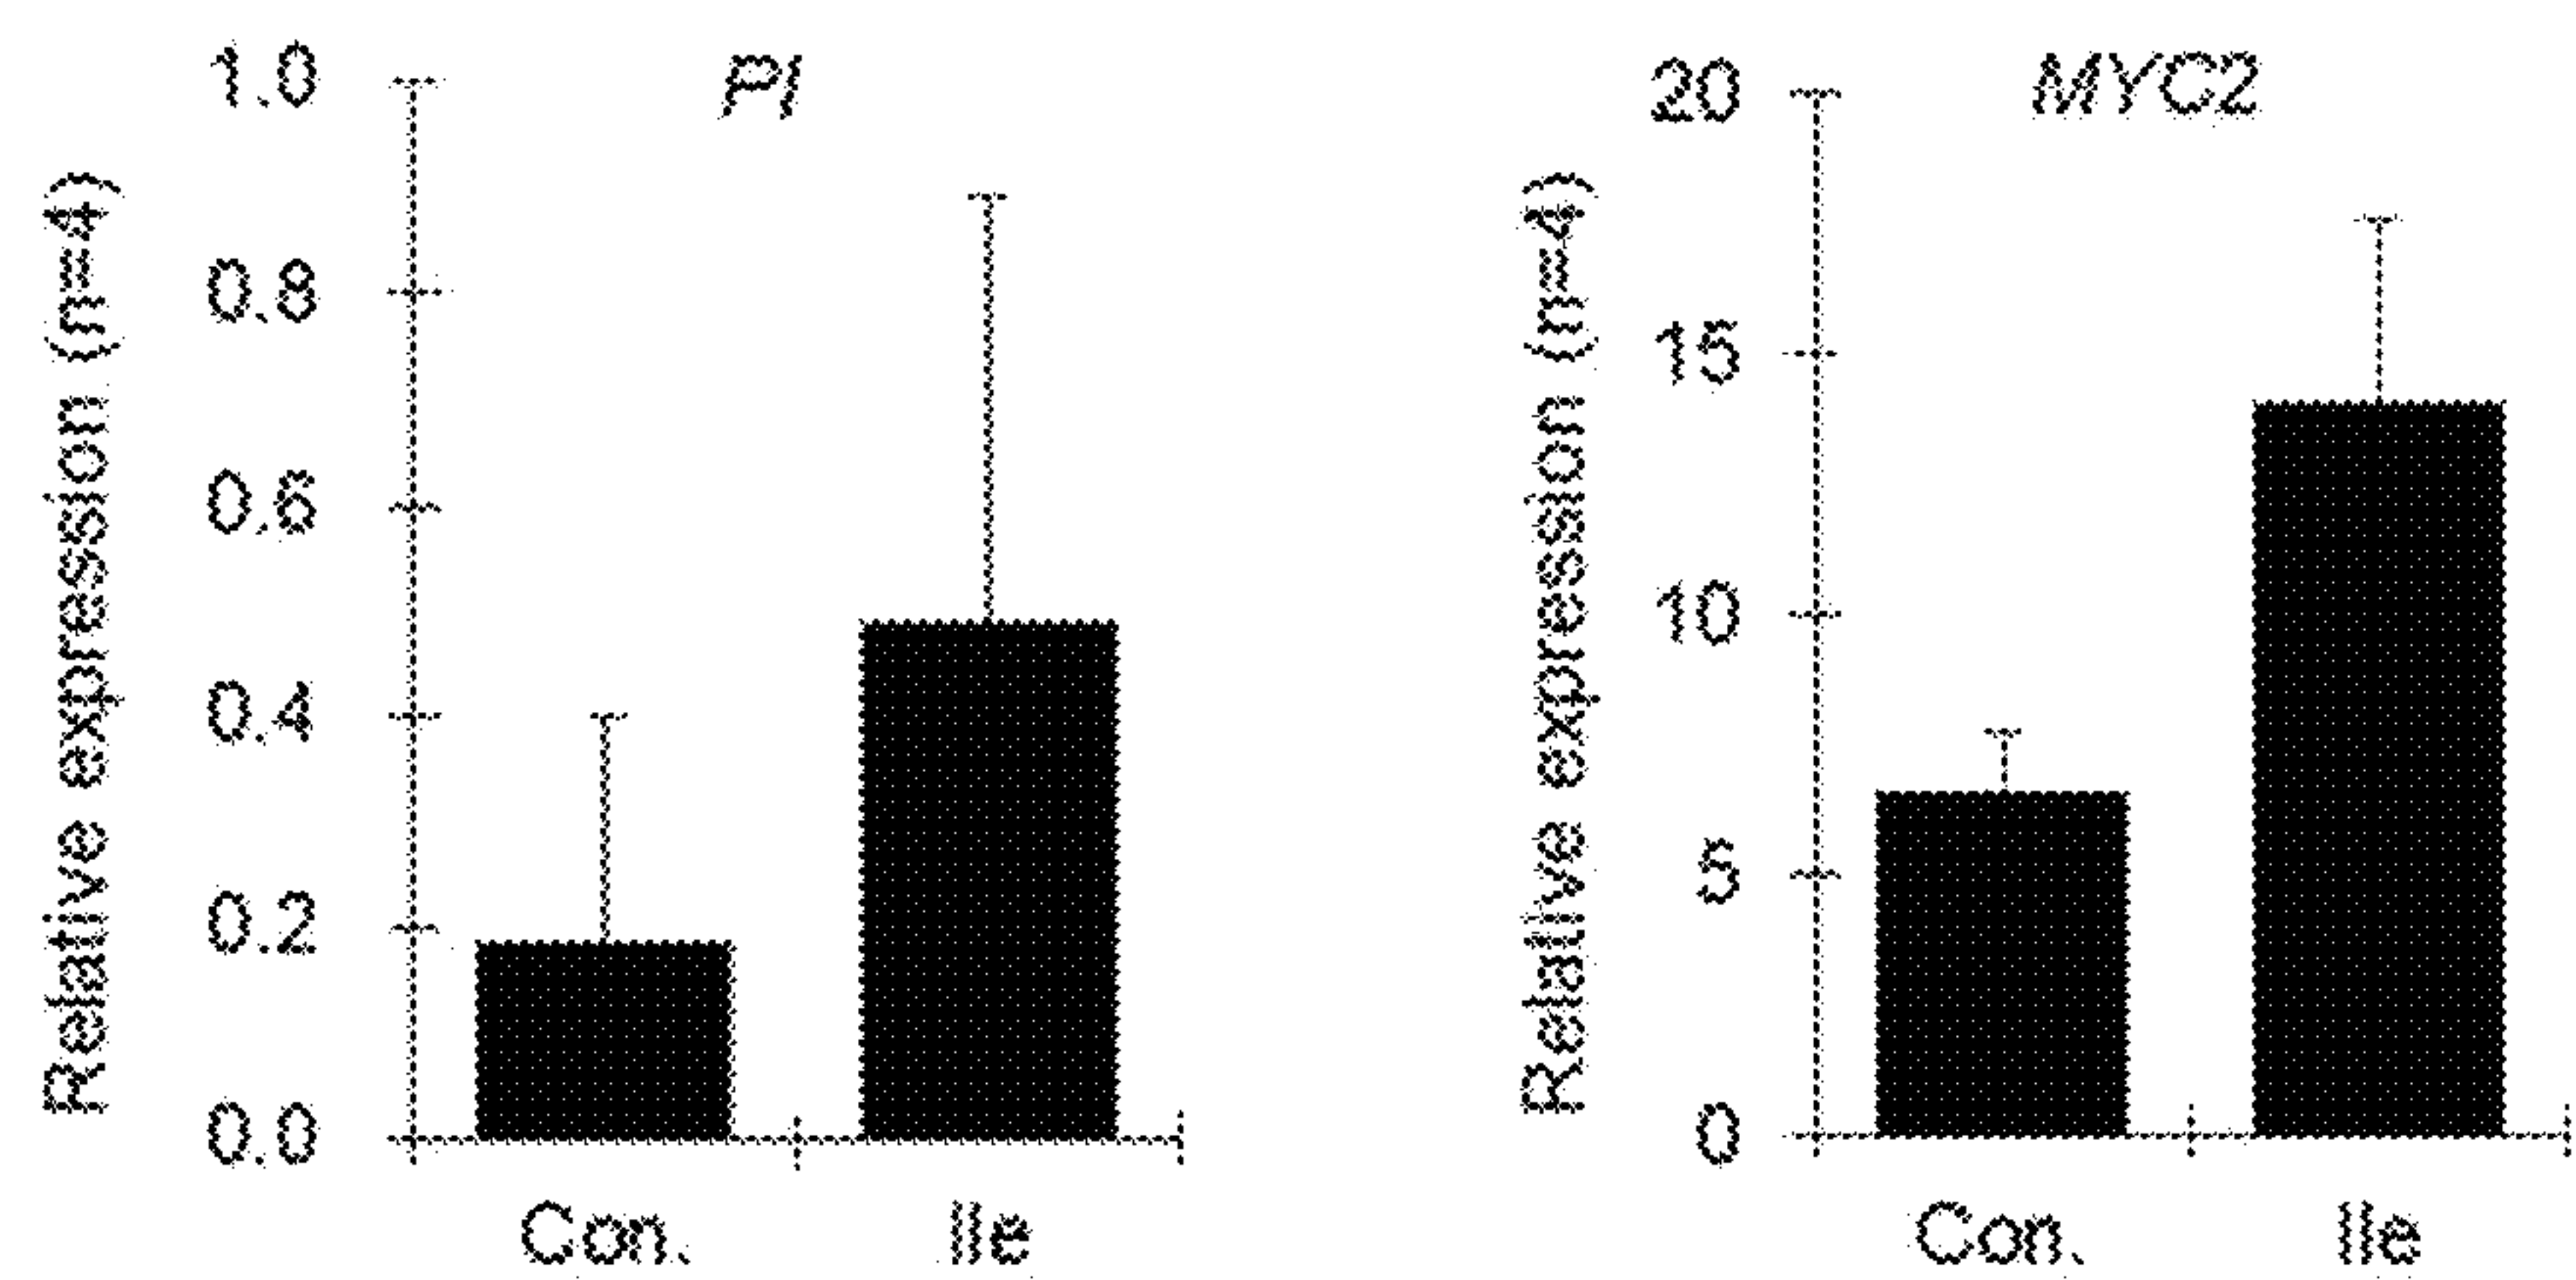 PI
Relative expression (n=4)
1.0
0.8
0.6
0.4
0.2
0.0
Con.
Ile
MYC2
Relative expression (n=4)
20
15
10
5
0
Con.
Ile